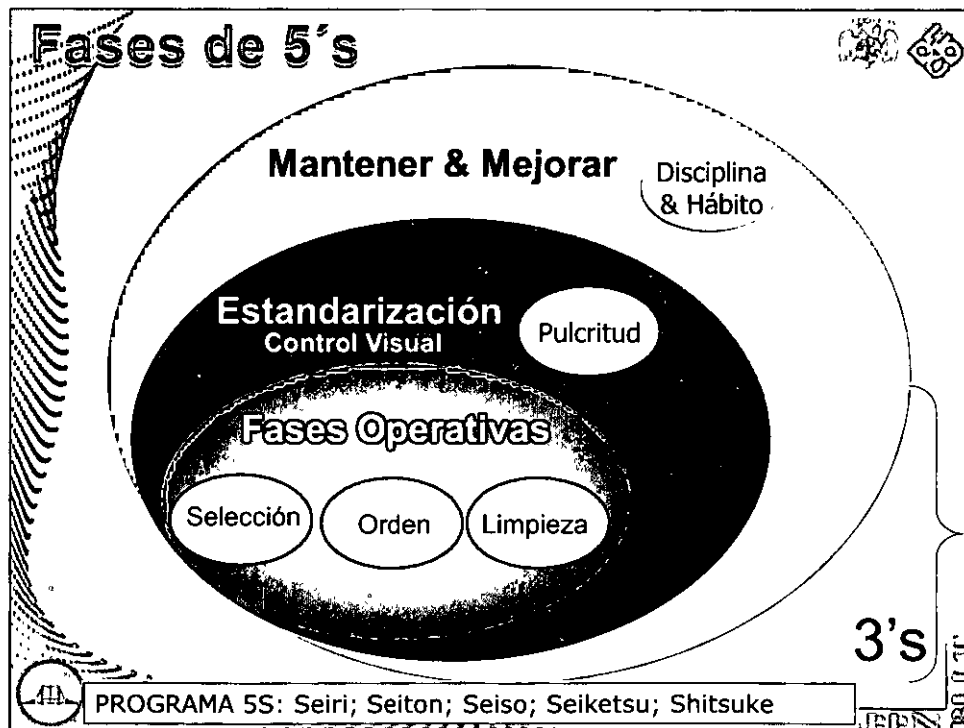 Fases de 5´s
Mantener & Mejorar
Disciplina
& Hábito
Estandarización
Control Visual
Pulcritud
Fases Operativas
Selección
Orden
Limpieza
3's
PROGRAMA 5S: Seiri; Seiton; Seiso; Seiketsu; Shitsuke